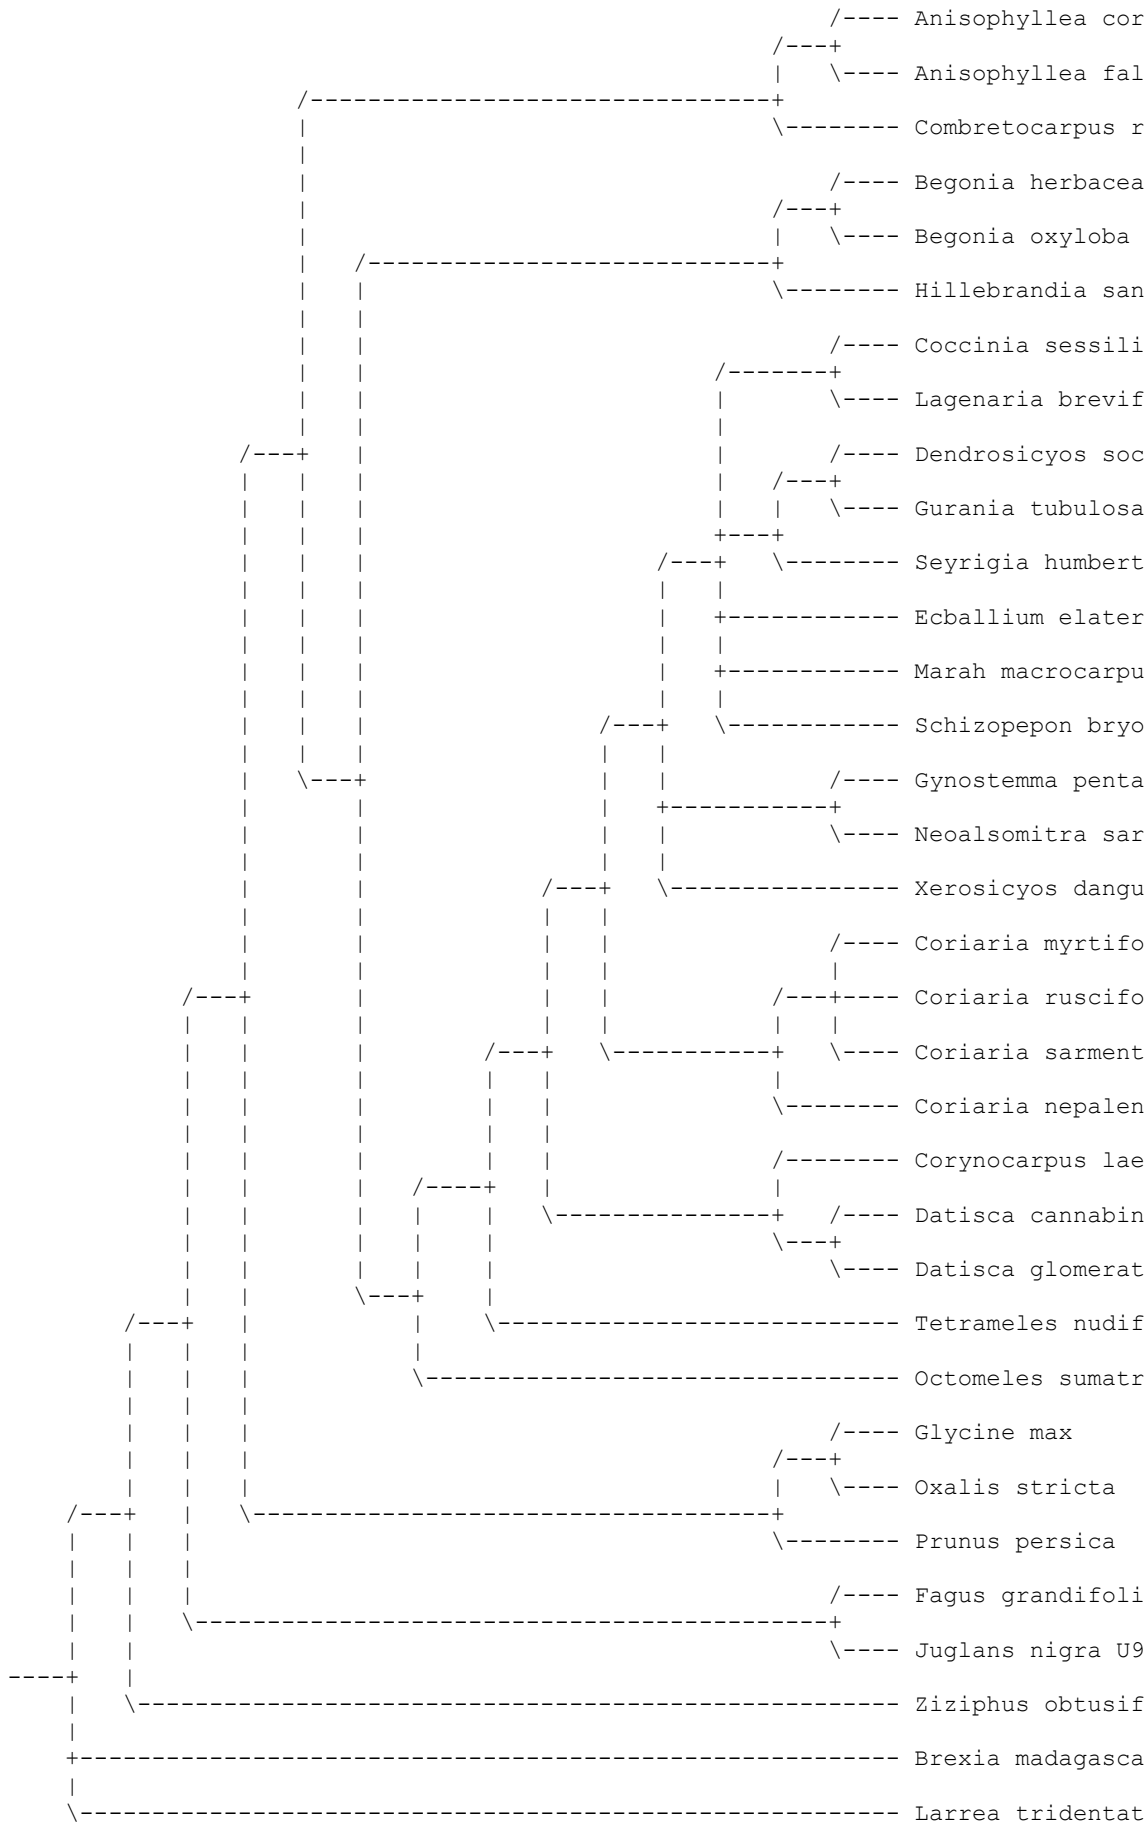 Anisophyllea cor
Anisophyllea fal
Combretocarpus r
Begonia herbacea
Begonia oxyloba
Hillebrandia san
Coccinia sessili
Lagenaria brevif
Dendrosicyos soc
Gurania tubulosa
Seyrigia humbert
Ecballium elater
Marah macrocarpu
Schizopepon bryo
Gynostemma penta
Neoalsomitra sar
Xerosicyos dangu
Coriaria myrtifo
Coriaria ruscifo
Coriaria sarment
Coriaria nepalen
Corynocarpus lae
Datisca cannabin
Datisca glomerat
Tetrameles nudif
Octomeles sumatr
Glycine max
Oxalis stricta
Prunus persica
Fagus grandifoli
Juglans nigra U9
Ziziphus obtusif
Brexia madagasca
Larrea tridentat